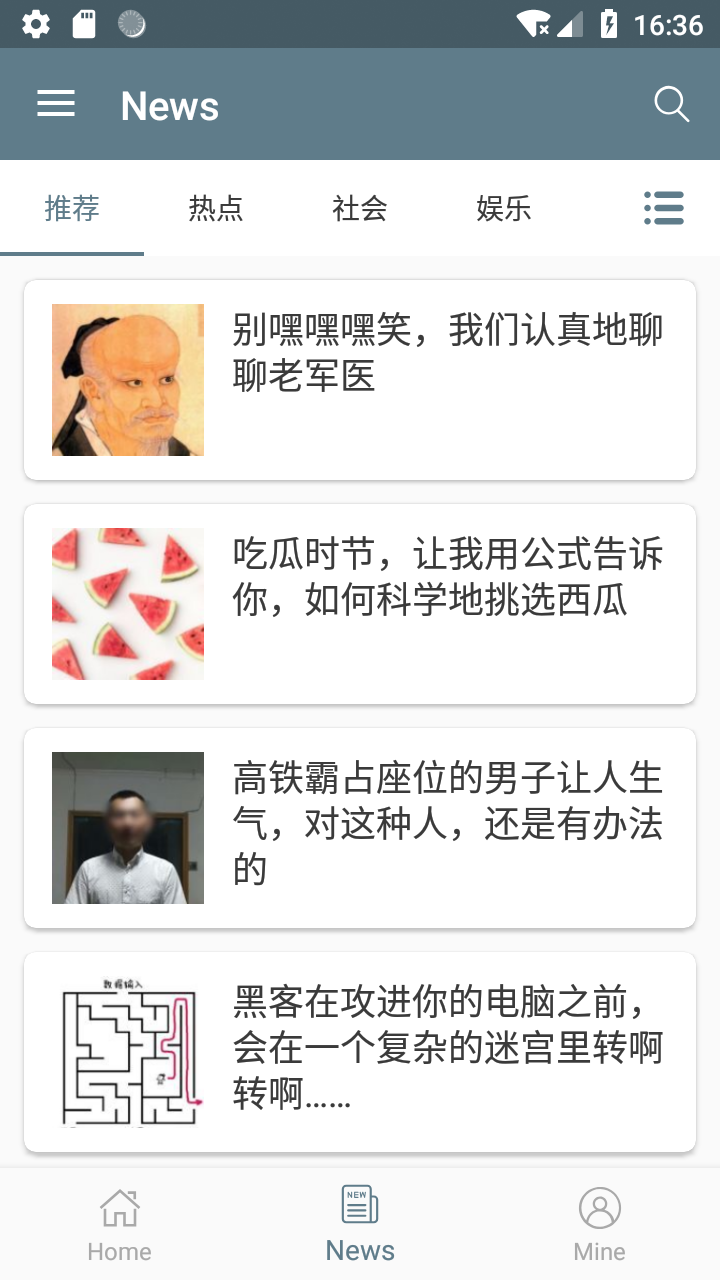 16:36
News
推荐
热点
社会
娱乐
别嘿嘿嘿笑，我们认真地聊
聊老军医
吃瓜时节，让我用公式告诉
你，如何科学地挑选西瓜
高铁霸占座位的男子让人生
气，对这种人，还是有办法
的
数据输入
黑客在攻进你的电脑之前，
会在一个复杂的迷宫里转啊
转啊……
NEW
Home
News
Mine